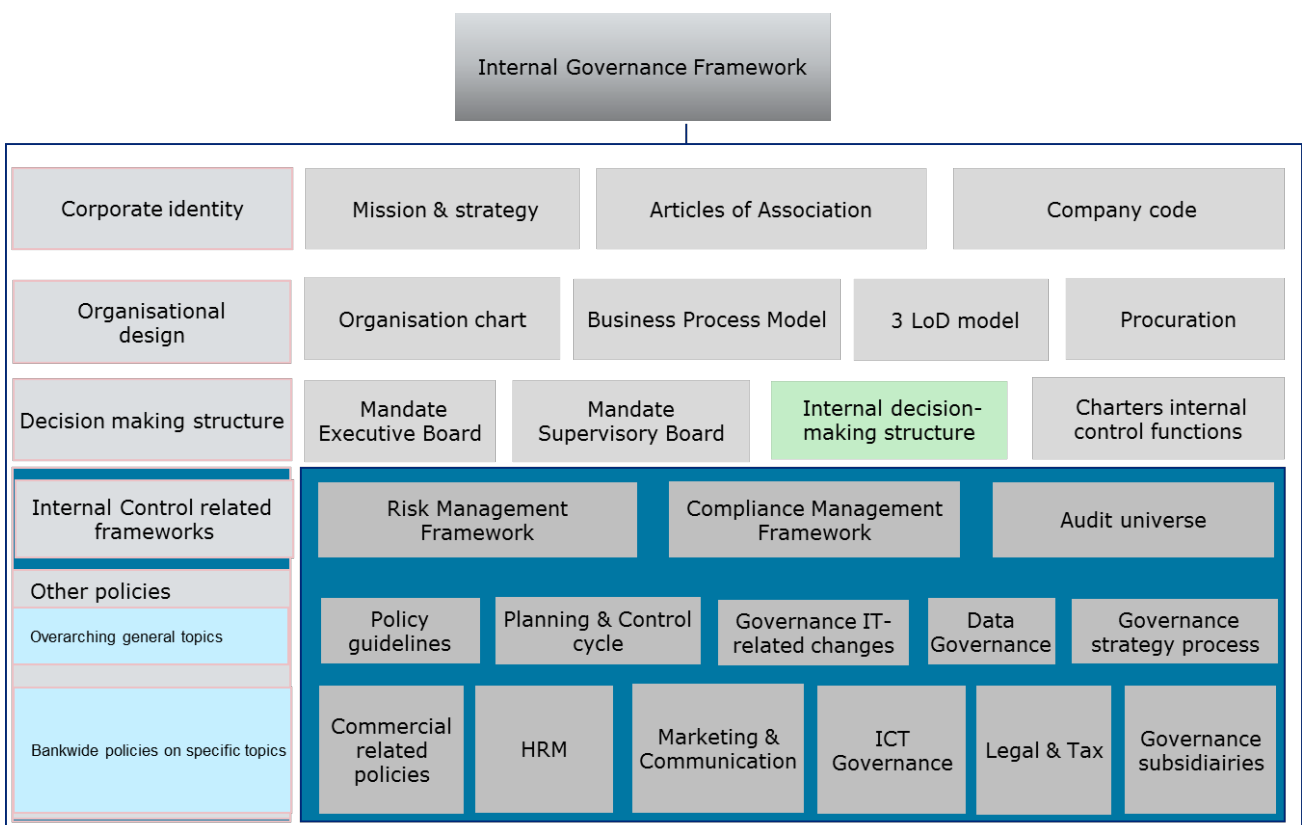 Internal Governance Framework
Corporate identity
Mission & strategy
Articles of Association
Company code
Organisational
design
Organisation chart
Business Process Model
3 LoD model
Procuration
Decision making structure
Mandate
Executive Board
Mandate
Supervisory Board
Internal decision-
making structure
Charters internal
control functions
Internal Control related
frameworks
Risk Management
Framework
Compliance Management
Framework
Audit universe
Other policies
Overarching general topics
Policy
guidelines
Planning & Control
cycle
Governance IT-
related changes
Data
Governance
Governance
strategy process
Bankwide policies on specific topics
Commercial
related
policies
HRM
Marketing &
Communication
ICT
Governance
Legal & Tax
Governance
subsidiairies